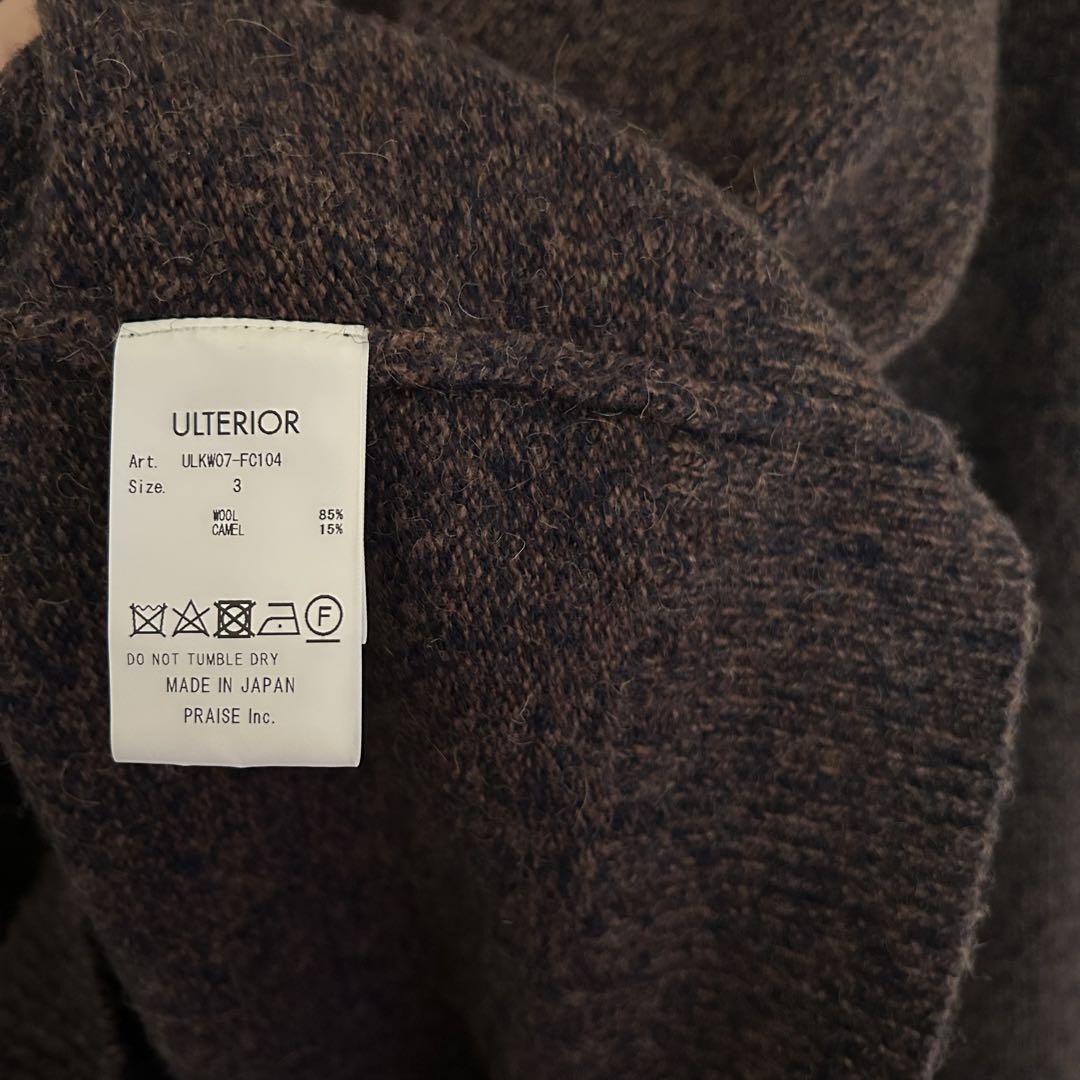 ULTERIOR
Art. ULKW07-FC104
Size. 3
WOOL 85%
CAMEL 15%
F
DO NOT TUMBLE DRY
MADE IN JAPAN
PRAISE Inc.